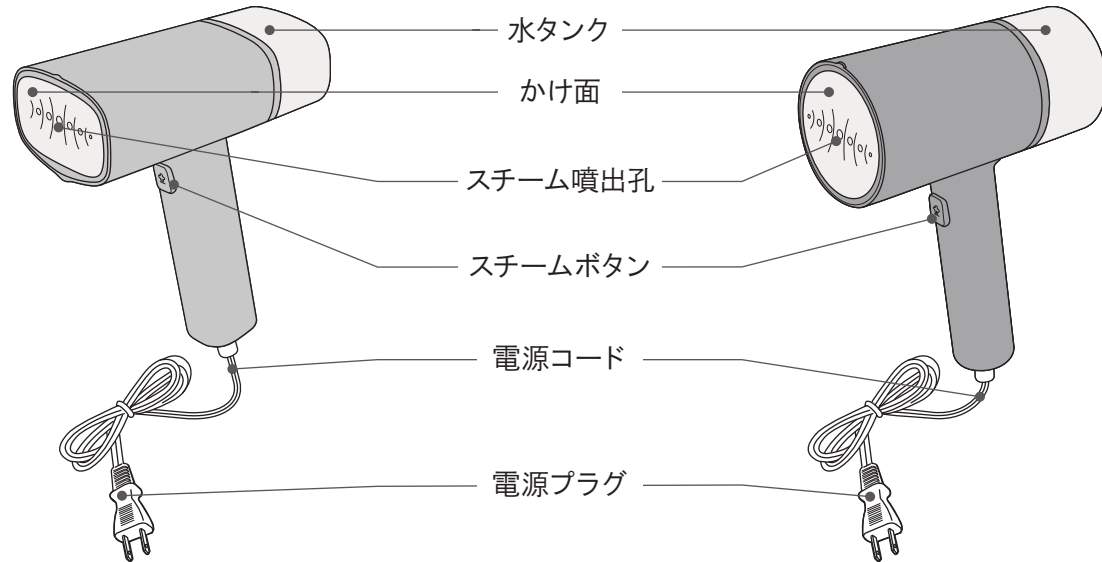 水タンク
かけ面
スチーム噴出孔
スチームボタン
電源コード
電源プラグ